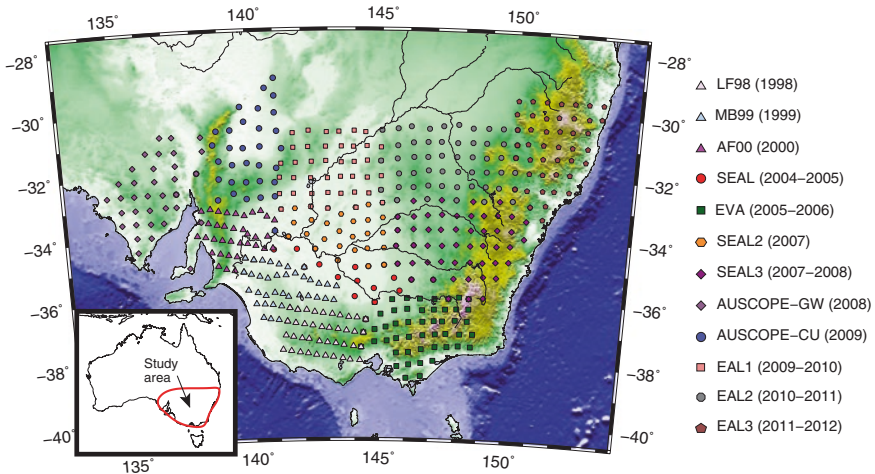 135° 140° 145° 150°
−28° −28°
−30° −30°
−32° −32°
−34° −34°
−36° −36°
−38° −38°
−40° −40°
135° 140° 145° 150°
Study
area
LF98 (1998)
MB99 (1999)
AF00 (2000)
SEAL (2004−2005)
EVA (2005−2006)
SEAL2 (2007)
SEAL3 (2007−2008)
AUSCOPE−GW (2008)
AUSCOPE−CU (2009)
EAL1 (2009−2010)
EAL2 (2010−2011)
EAL3 (2011−2012)